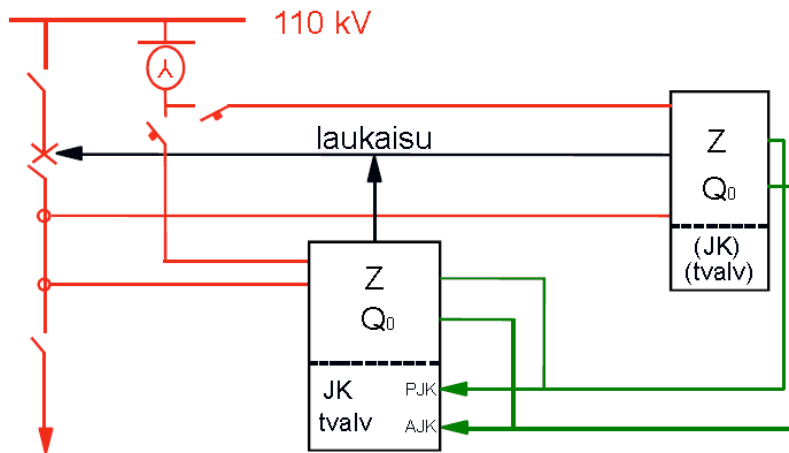 110 kV
laukaisu
Z
Q0
(JK)
(tvalv)
Z
Q0
JK
PJK
tvalv
AJK